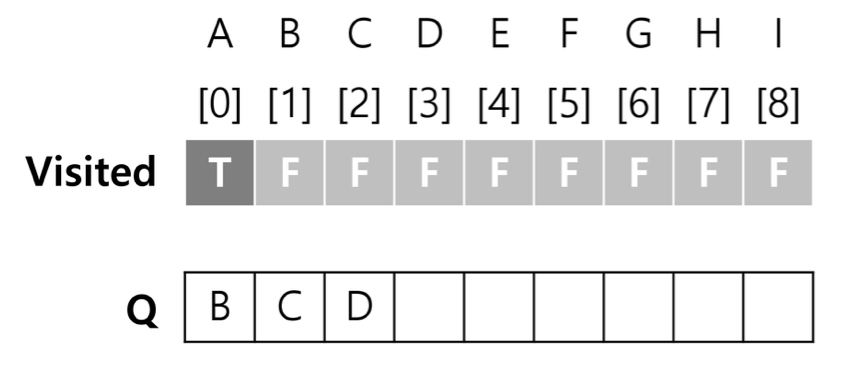 A B C D E F G H I
[0] [1] [2] [3] [4] [5] [6] [7] [8]
Visited T F F F F F F F F
Q B C D